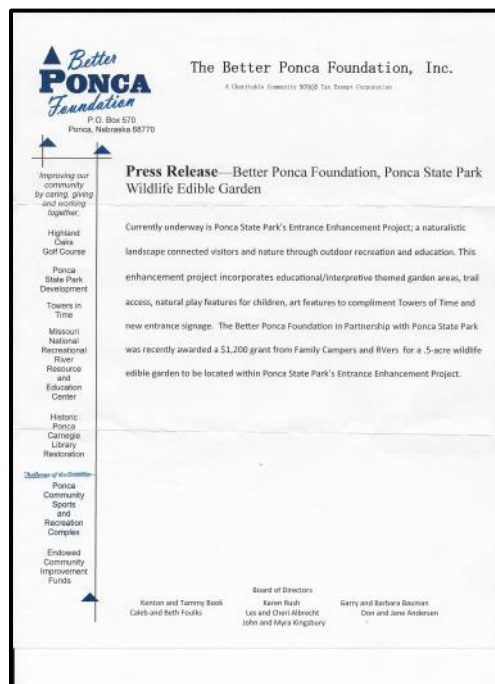 Better
PONCA
Foundation
P.O. Box 570
Ponca, Nebraska 68770
The Better Ponca Foundation, Inc.
A Charitable Community Tax Exempt Corporation
Improving our
community
by caring, giving
and working
together.
Highland
Oaks
Golf Course
Ponca
State Park
Development
Towers in
Time
Missouri
National
Recreational
River
Resource
and
Education
Center
Historic
Ponca
Carnegie
Library
Restoration
Ponca
Community
Sports
and
Recreation
Complex
Endowed
Community
Improvement
Funds
Press Release—Better Ponca Foundation, Ponca State Park
Wildlife Edible Garden
Currently underway is Ponca State Park's Entrance Enhancement Project; a naturalistic
landscape connected visitors and nature through outdoor recreation and education. This
enhancement project incorporates educational/interpretive themed garden areas, trail
access, natural play features for children, art features to compliment Towers of Time and
new entrance signage. The Better Ponca Foundation in Partnership with Ponca State Park
was recently awarded a $1,200 grant from Family Campers and RVers for a .5-acre wildlife
edible garden to be located within Ponca State Park's Entrance Enhancement Project.
Board of Directors
Kenton and Tammy Book Karen Rush Garry and Barbara Bauman
Caleb and Beth Foulks Les and Cheri Albrecht Don and Jane Andersen
John and Myra Kingsbury